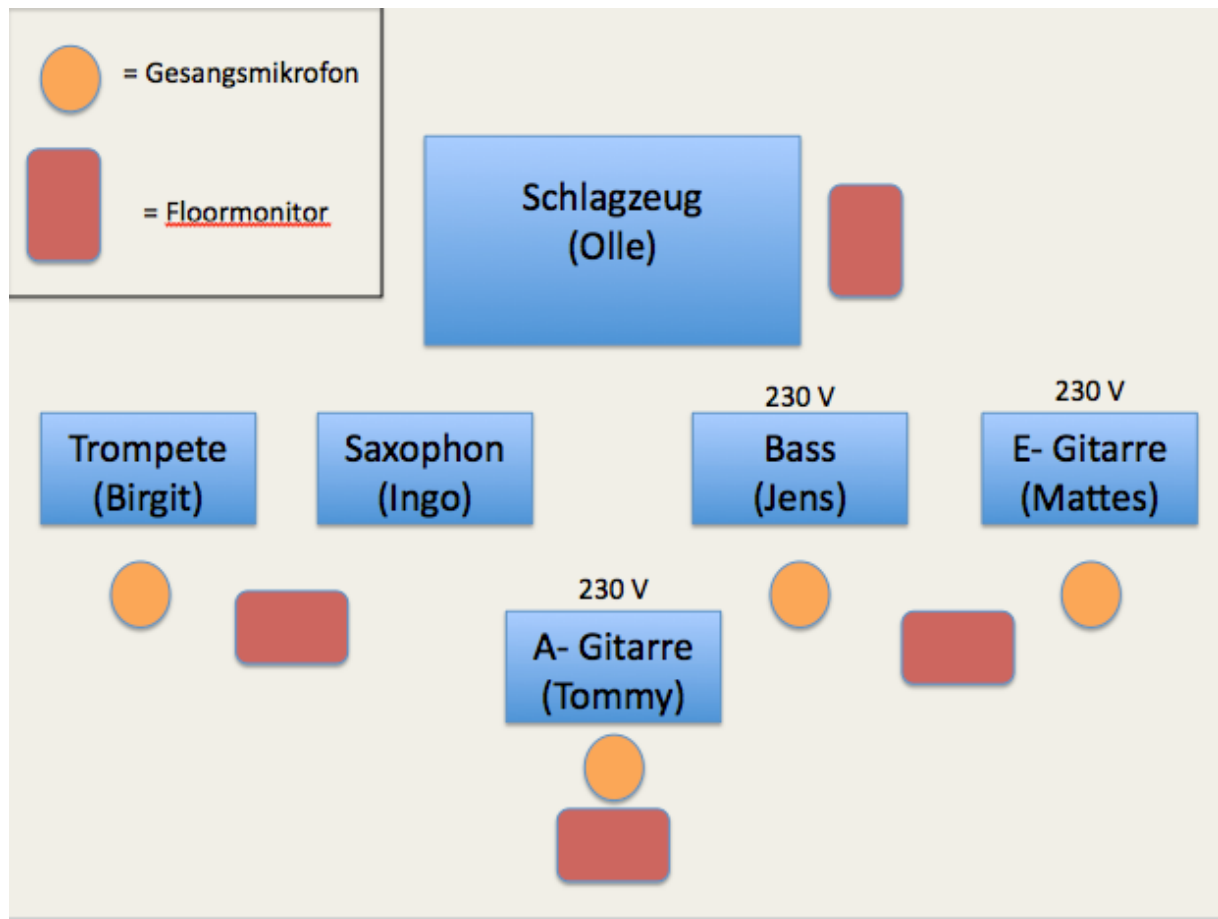 = Gesangsmikrofon
= Floormonitor
Schlagzeug
(Olle)
230 V
230 V
Trompete
(Birgit)
Saxophon
(Ingo)
Bass
(Jens)
E- Gitarre
(Mattes)
230 V
A- Gitarre
(Tommy)